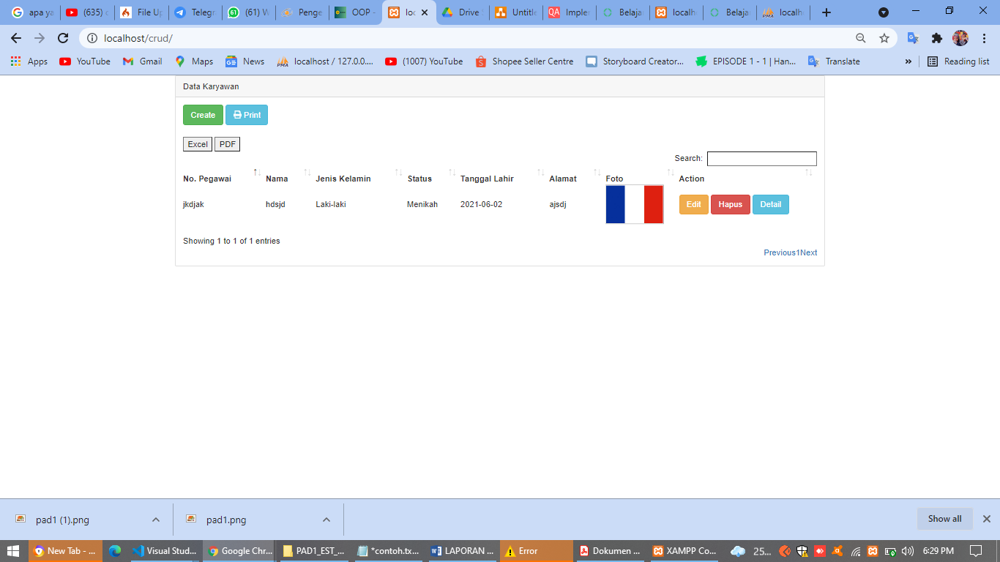 apa ya
(635) c
File Up
Telegr
61
(61) W
Penge
OOP -
loc
Drive S
Untitle
QA
Implem
Belaja
localh
Belaja
PMA
localh
localhost/crud/
Apps
YouTube
Gmail
Maps
News
PMA
localhost / 127.0.0....
(1007) YouTube
Shopee Seller Centre
Storyboard Creator...
EPISODE 1 - 1 | Han...
Translate
»
Reading list
Data Karyawan
Create
Print
Excel
PDF
Search:
No. Pegawai
Nama
Jenis Kelamin
Status
Tanggal Lahir
Alamat
Foto
Action
jkdjak
hdsjd
Laki-laki
Menikah
2021-06-02
ajsdj
Edit
Hapus
Detail
Showing 1 to 1 of 1 entries
Previous1Next
pad1 (1).png
pad1.png
Show all
New Tab - ...
Visual Stud...
Google Chr...
PAD1_EST_...
*contoh.tx...
LAPORAN ...
Error
Dokumen ...
XAMPP Co...
25...
6:29 PM